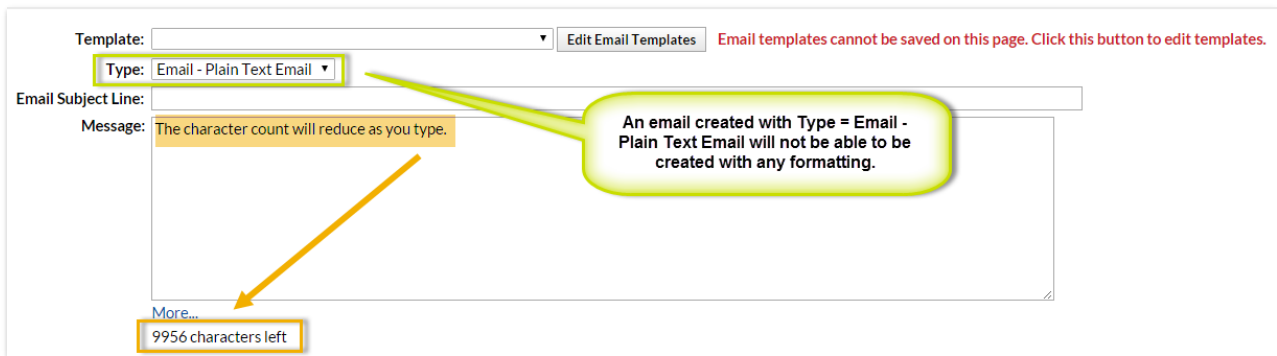 Template: Edit Email Templates Email templates cannot be saved on this page. Click this button to edit templates.
Type: Email - Plain Text Email
Email Subject Line:
Message: The character count will reduce as you type.
An email created with Type = Email -
Plain Text Email will not be able to be
created with any formatting.
More...
9956 characters left